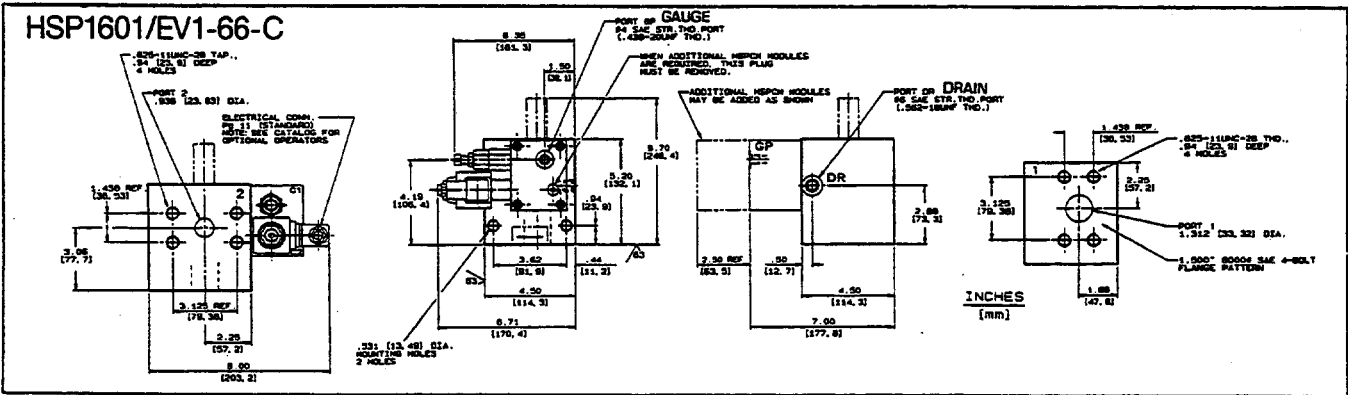 HSP1601/EV1-66-C
.625-11UNC-2B TAP.,
.94 [23,9] DEEP
4 HOLES
PORT 2
.938 [23,83] DIA.
ELECTRICAL CONN.
PG 11 (STANDARD)
NOTE: SEE CATALOG FOR
OPTIONAL OPERATORS
1.438 REF
[36,53]
3.06
[77,7]
2
C1
3.125 REF
[79,38]
2.25
[57,2]
8.00
[203,2]
PORT GP GAUGE
#4 SAE STR.THD.PORT
(.438-20UNF THD.)
WHEN ADDITIONAL HSPCM MODULES
ARE REQUIRED, THIS PLUG
MUST BE REMOVED.
6.35
[161,3]
1.50
[38,1]
4.19
[106,4]
5.20
[132,1]
9.70
[246,4]
.94
[23,9]
3.62
[91,9]
.44
[11,2]
63
63
4.50
[114,3]
6.71
[170,4]
.531 [13,49] DIA.
MOUNTING HOLES
2 HOLES
ADDITIONAL HSPCM MODULES
MAY BE ADDED AS SHOWN
PORT DR DRAIN
#6 SAE STR.THD.PORT
(.562-18UNF THD.)
GP
DR
2.88
[73,3]
2.50 REF
[63,5]
.50
[12,7]
4.50
[114,3]
7.00
[177,8]
1.438 REF.
[36,53]
.625-11UNC-2B THD.,
.94 [23,9] DEEP
4 HOLES
1
3.125
[79,38]
2.25
[57,2]
PORT 1
1.312 [33,32] DIA.
1.500" 6000# SAE 4-BOLT
FLANGE PATTERN
1.88
[47,8]
INCHES
[mm]